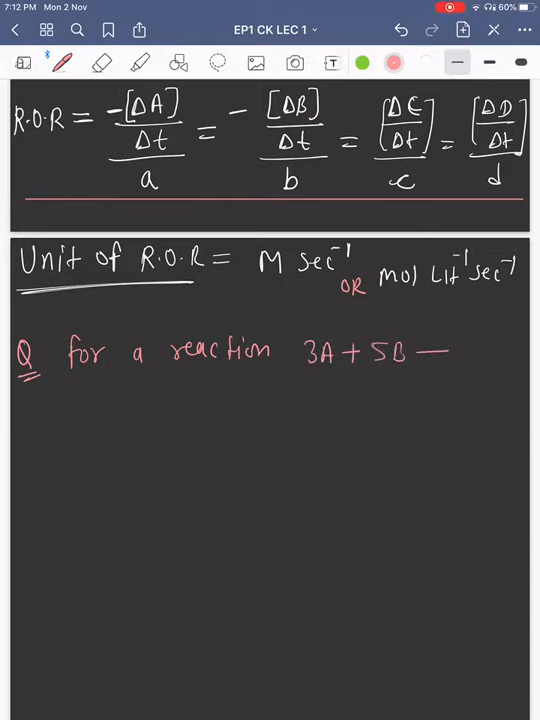 7:12 PM Mon 2 Nov 60%
EP1 CK LEC 1
T
R.O.R = -[ΔA]/Δt / a = - [ΔB]/Δt / b = [ΔC/Δt] / c = [ΔD/Δt] / d
Unit of R.O.R = M sec⁻¹ OR mol Lit⁻¹ sec⁻¹
Q for a reaction 3A + 5B —